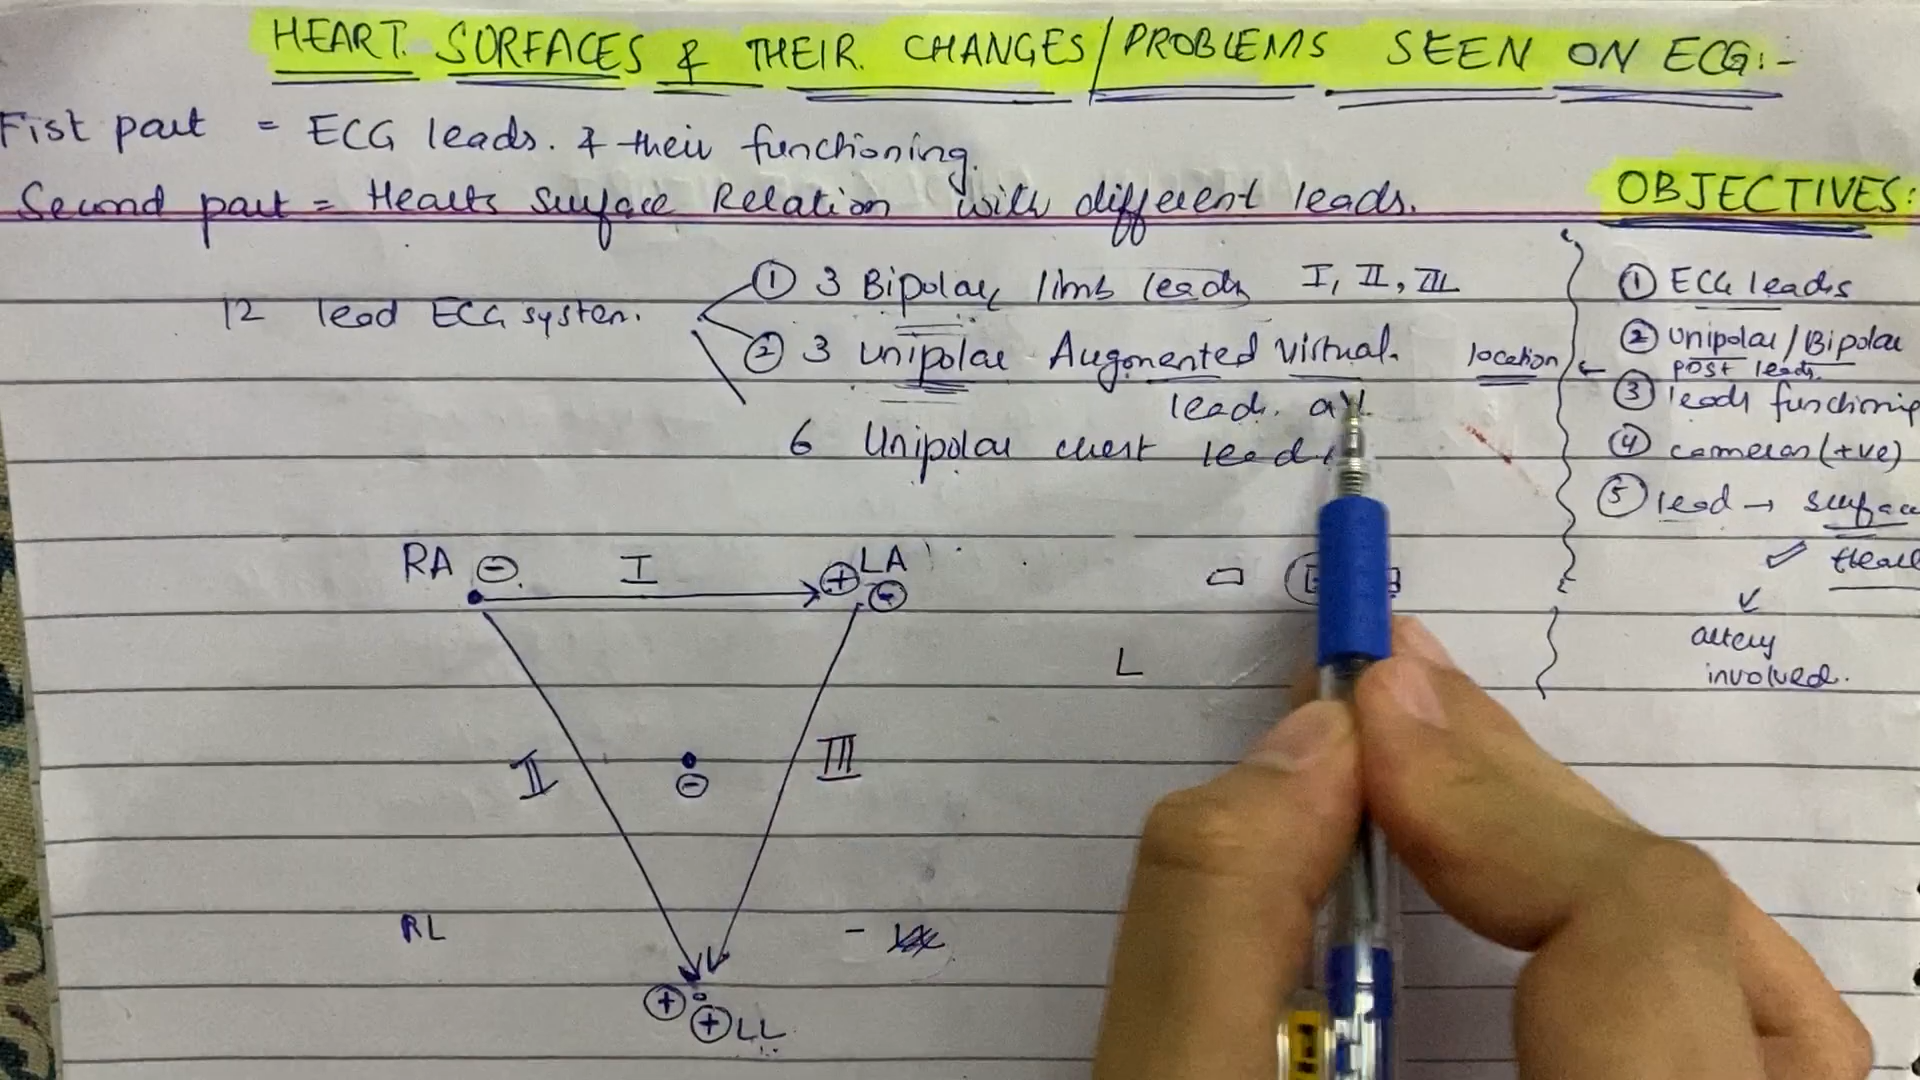 HEART. SURFACES & THEIR. CHANGES/PROBLEMS SEEN ON ECG:-
Fist part = ECG leads. & their functioning.
Second part = Hearts Surface Relation with different leads.
12 lead ECG system.
① 3 Bipolar limb leads I, II, III
② 3 unipolar Augmented virtual.
lead. av
6 Unipolar chest lead
location
OBJECTIVES:
① ECG leads
② Unipolar/Bipolar
post leads.
③ leads functioning
④ cameras (+ve)
⑤ lead → surface
Heart
artery
involved.
RA ⊖ I ⊕ LA
⊖
L
II III
⊖
RL -
⊕
⊕ LL